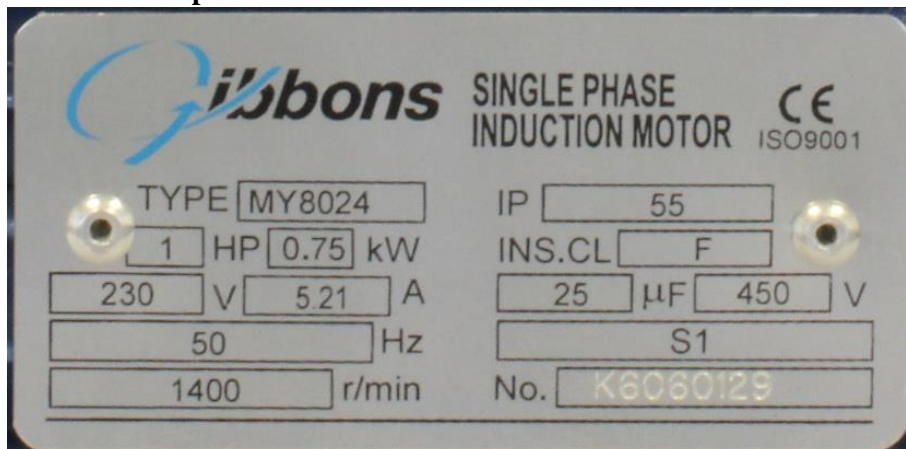 Gibbons
SINGLE PHASE
INDUCTION MOTOR
CE
ISO9001
TYPE MY8024
IP 55
1 HP 0.75 kW
INS.CL F
230 V 5.21 A
25 μF 450 V
50 Hz
S1
1400 r/min
No. K6060129